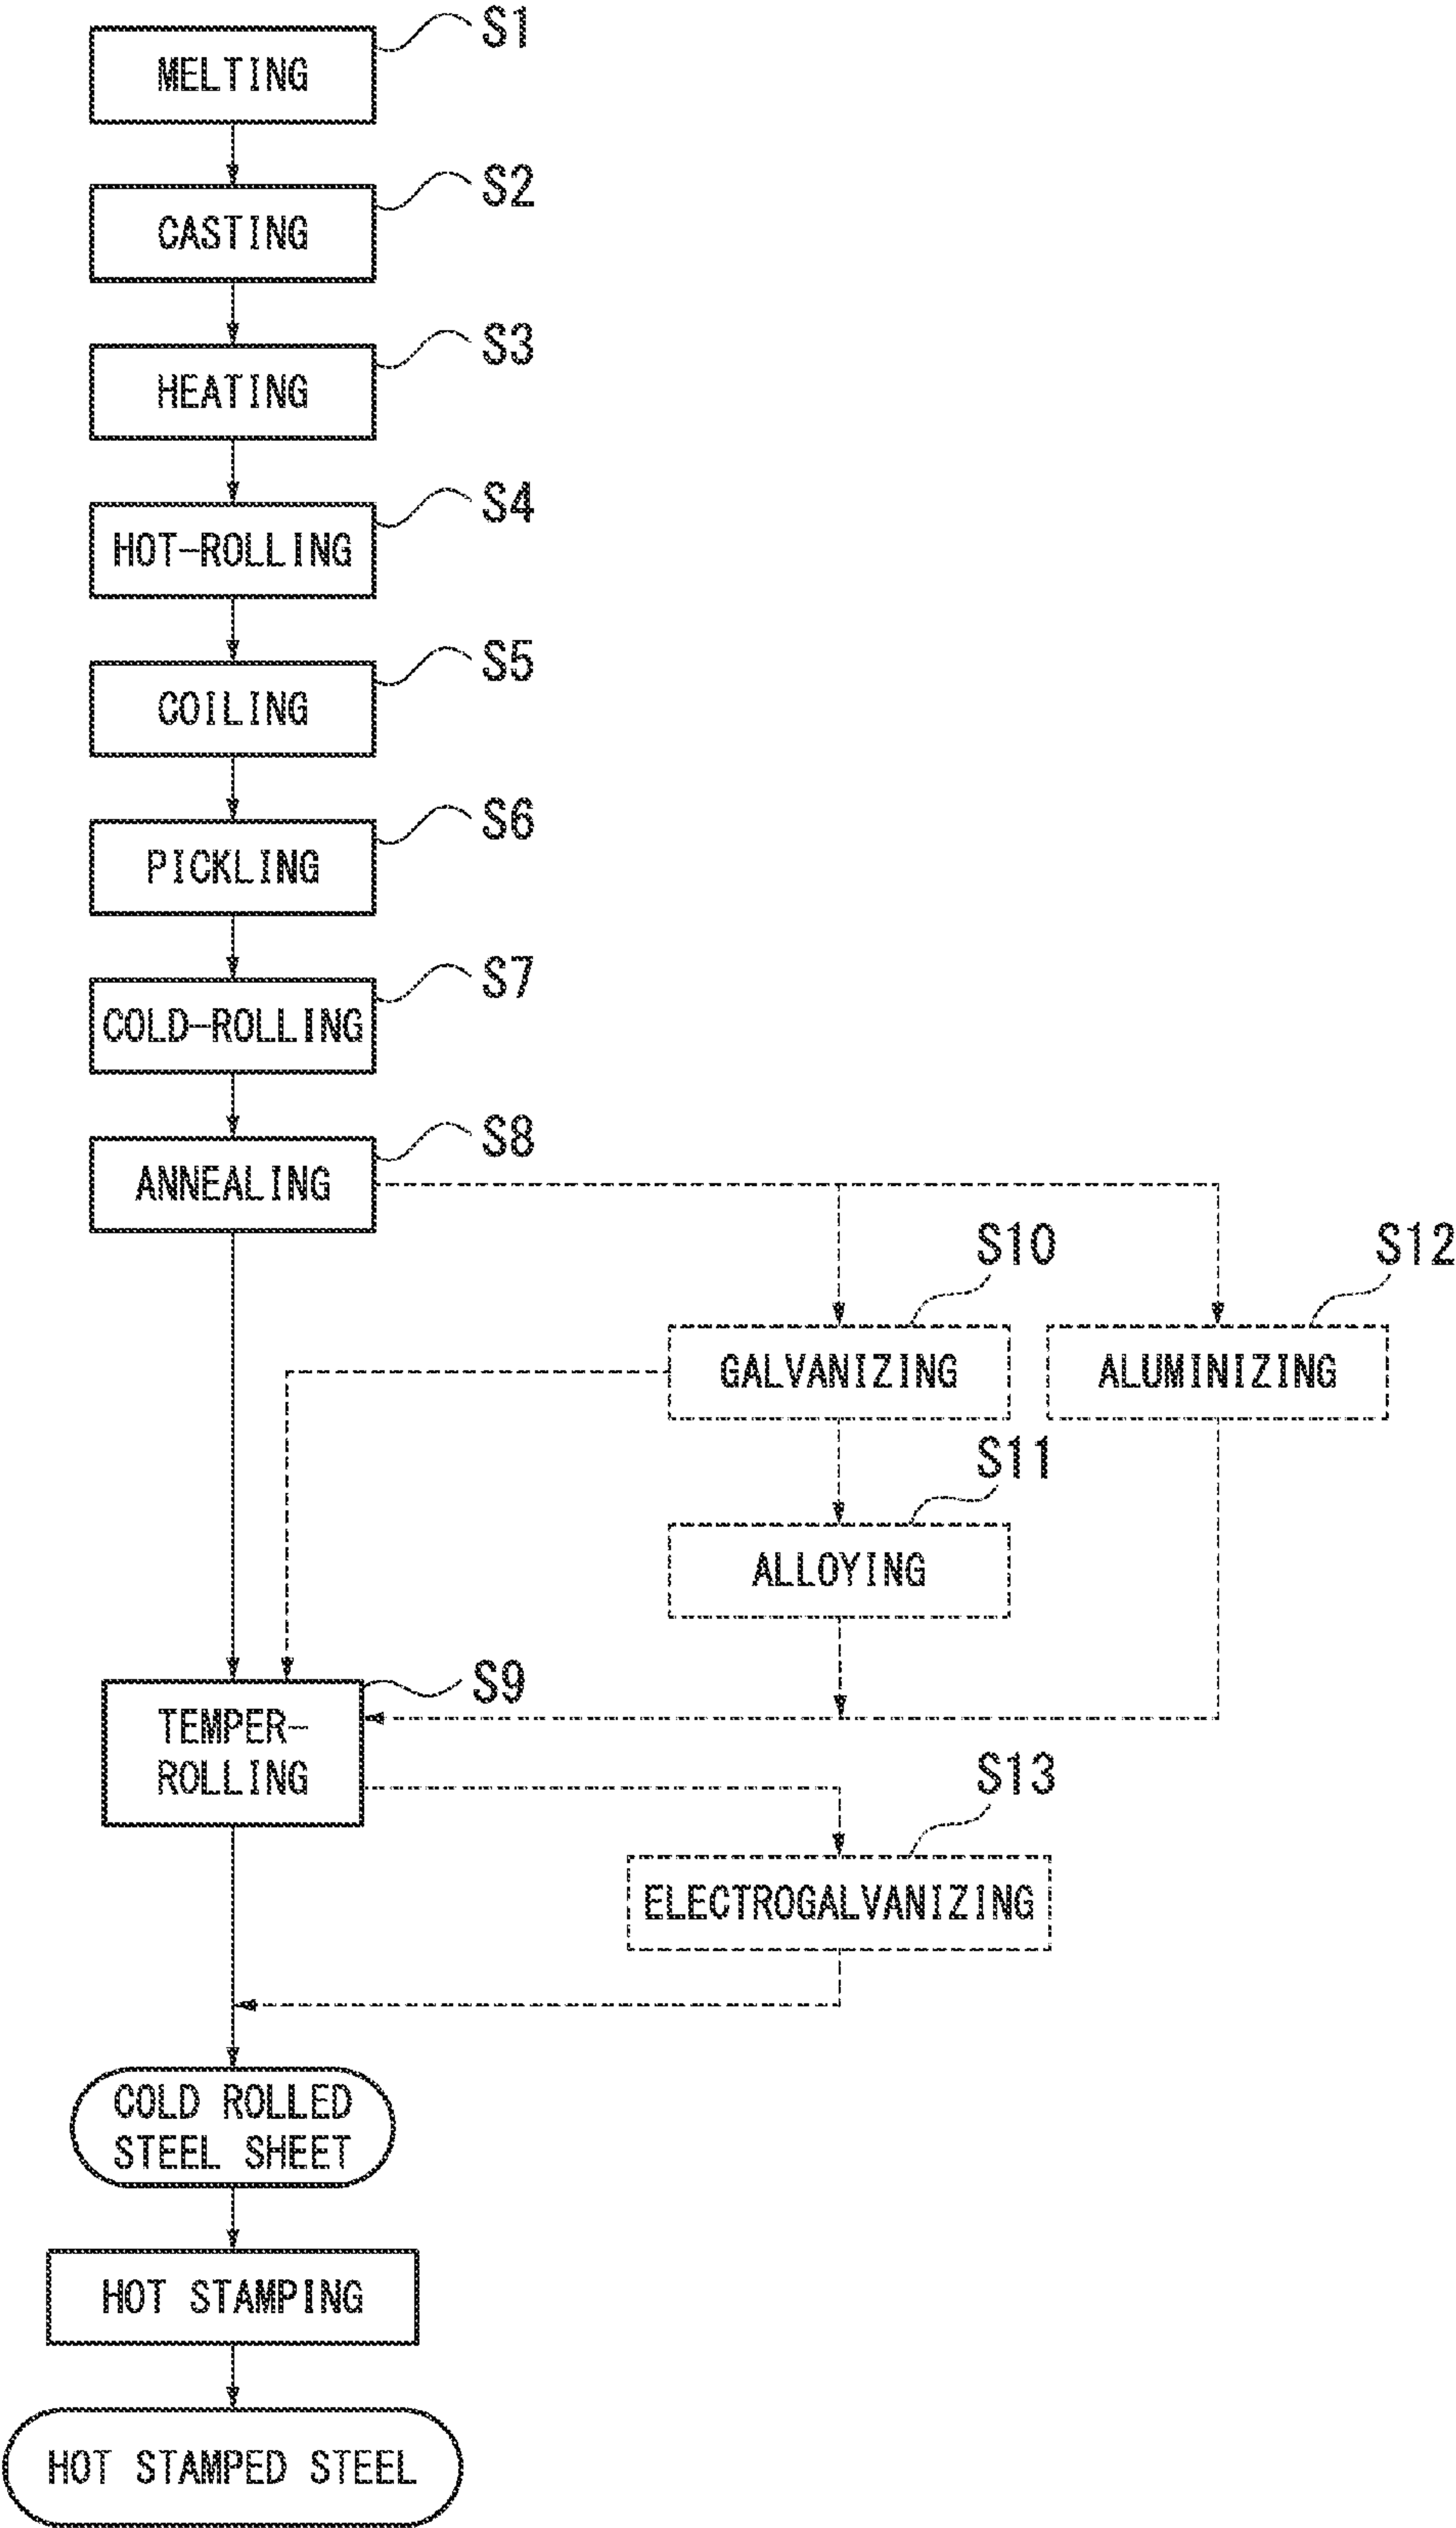 S1
MELTING
S2
CASTING
S3
HEATING
S4
HOT-ROLLING
S5
COILING
S6
PICKLING
S7
COLD-ROLLING
S8
ANNEALING
S10
S12
GALVANIZING
ALUMINIZING
S11
ALLOYING
S9
TEMPER-
ROLLING
S13
ELECTROGALVANIZING
COLD ROLLED
STEEL SHEET
HOT STAMPING
HOT STAMPED STEEL